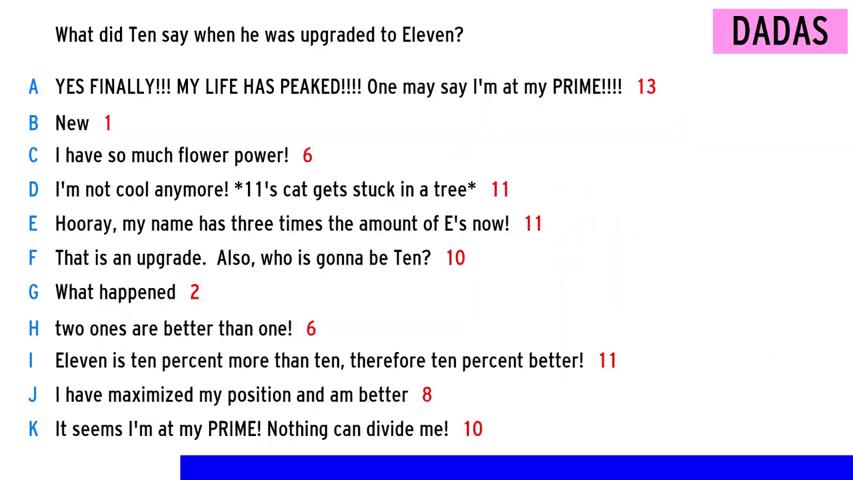 What did Ten say when he was upgraded to Eleven?
DADAS
A YES FINALLY!!! MY LIFE HAS PEAKED!!!! One may say I'm at my PRIME!!!! 13
B New 1
C I have so much flower power! 6
D I'm not cool anymore! *11's cat gets stuck in a tree* 11
E Hooray, my name has three times the amount of E's now! 11
F That is an upgrade. Also, who is gonna be Ten? 10
G What happened 2
H two ones are better than one! 6
I Eleven is ten percent more than ten, therefore ten percent better! 11
J I have maximized my position and am better 8
K It seems I'm at my PRIME! Nothing can divide me! 10